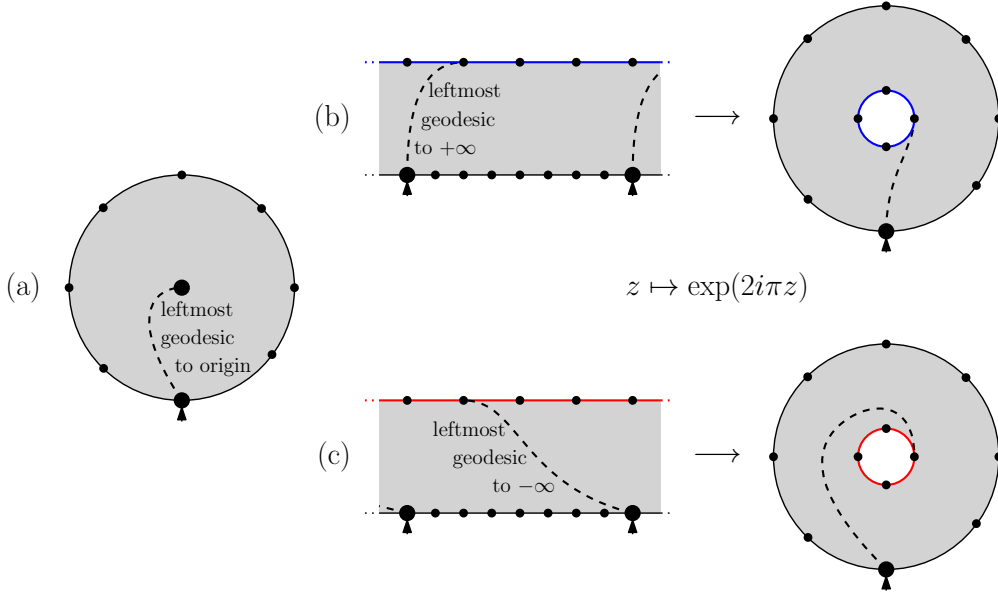 (a)
leftmost
geodesic
to origin
(b)
leftmost
geodesic
to +∞
⟶
z ↦ exp(2iπz)
(c)
leftmost
geodesic
to −∞
⟶